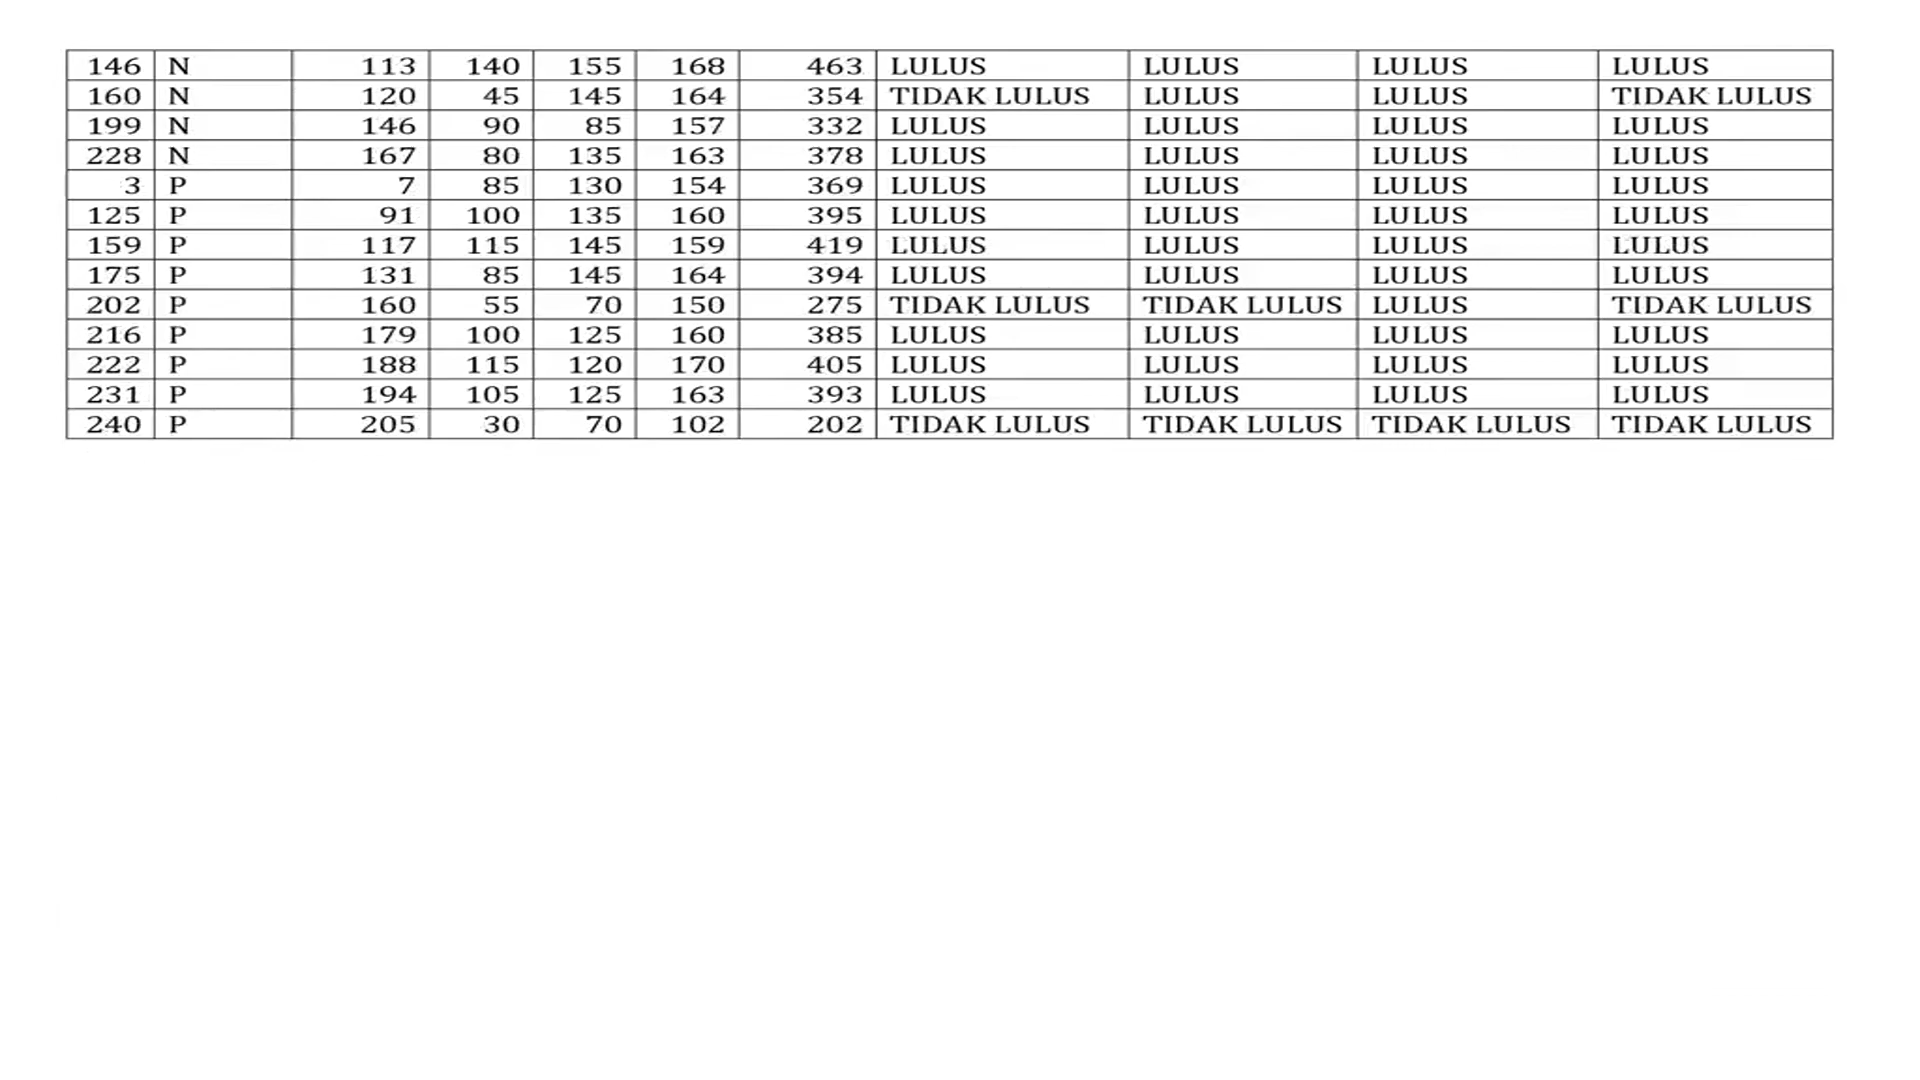 146 N 113 140 155 168 463 LULUS LULUS LULUS LULUS
160 N 120 45 145 164 354 TIDAK LULUS LULUS LULUS TIDAK LULUS
199 N 146 90 85 157 332 LULUS LULUS LULUS LULUS
228 N 167 80 135 163 378 LULUS LULUS LULUS LULUS
3 P 7 85 130 154 369 LULUS LULUS LULUS LULUS
125 P 91 100 135 160 395 LULUS LULUS LULUS LULUS
159 P 117 115 145 159 419 LULUS LULUS LULUS LULUS
175 P 131 85 145 164 394 LULUS LULUS LULUS LULUS
202 P 160 55 70 150 275 TIDAK LULUS TIDAK LULUS LULUS TIDAK LULUS
216 P 179 100 125 160 385 LULUS LULUS LULUS LULUS
222 P 188 115 120 170 405 LULUS LULUS LULUS LULUS
231 P 194 105 125 163 393 LULUS LULUS LULUS LULUS
240 P 205 30 70 102 202 TIDAK LULUS TIDAK LULUS TIDAK LULUS TIDAK LULUS